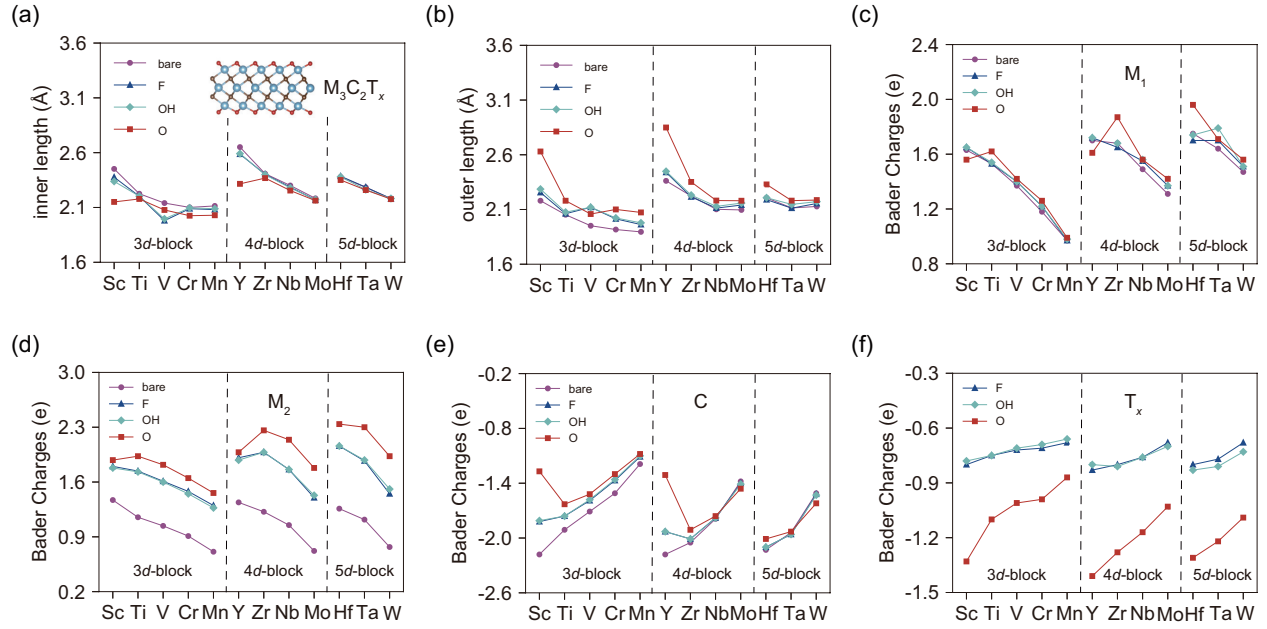 (a)
3.6
3.1
2.6
2.1
1.6
inner length (Å)
bare
F
OH
O
M₃C₂Tₓ
3d-block
4d-block
5d-block
Sc Ti V Cr Mn Y Zr Nb Mo Hf Ta W
(b)
3.6
3.1
2.6
2.1
1.6
outer length (Å)
bare
F
OH
O
3d-block
4d-block
5d-block
Sc Ti V Cr Mn Y Zr Nb Mo Hf Ta W
(c)
2.4
2.0
1.6
1.2
0.8
Bader Charges (e)
bare
F
OH
O
M₁
3d-block
4d-block
5d-block
Sc Ti V Cr Mn Y Zr Nb Mo Hf Ta W
(d)
3.0
2.3
1.6
0.9
0.2
Bader Charges (e)
bare
F
OH
O
M₂
3d-block
4d-block
5d-block
Sc Ti V Cr Mn Y Zr Nb Mo Hf Ta W
(e)
-0.2
-0.8
-1.4
-2.0
-2.6
Bader Charges (e)
bare
F
OH
O
C
3d-block
4d-block
5d-block
Sc Ti V Cr Mn Y Zr Nb Mo Hf Ta W
(f)
-0.3
-0.6
-0.9
-1.2
-1.5
Bader Charges (e)
F
OH
O
Tₓ
3d-block
4d-block
5d-block
Sc Ti V Cr Mn Y Zr Nb Mo Hf Ta W